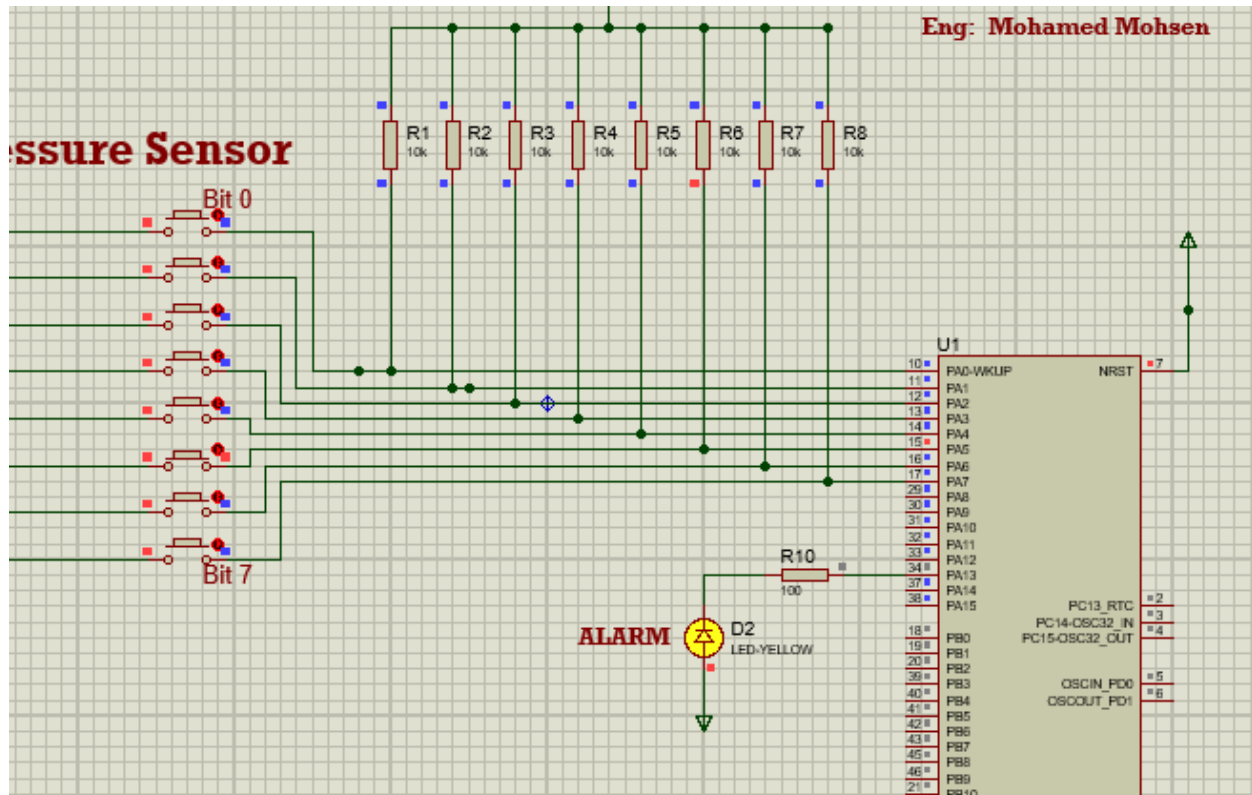 Eng: Mohamed Mohsen
R1
10k
R2
10k
R3
10k
R4
10k
R5
10k
R6
10k
R7
10k
R8
10k
ssure Sensor
Bit 0
Bit 7
U1
10
PA0-WKUP
11
PA1
12
PA2
13
PA3
14
PA4
15
PA5
16
PA6
17
PA7
29
PA8
30
PA9
31
PA10
32
PA11
33
PA12
34
PA13
37
PA14
38
PA15
18
PB0
19
PB1
20
PB2
39
PB3
40
PB4
41
PB5
42
PB6
43
PB7
45
PB8
46
PB9
21
PB10
NRST
7
PC13_RTC
2
PC14-OSC32_IN
3
PC15-OSC32_OUT
4
OSCIN_PD0
5
OSCOUT_PD1
6
R10
100
ALARM
D2
LED-YELLOW